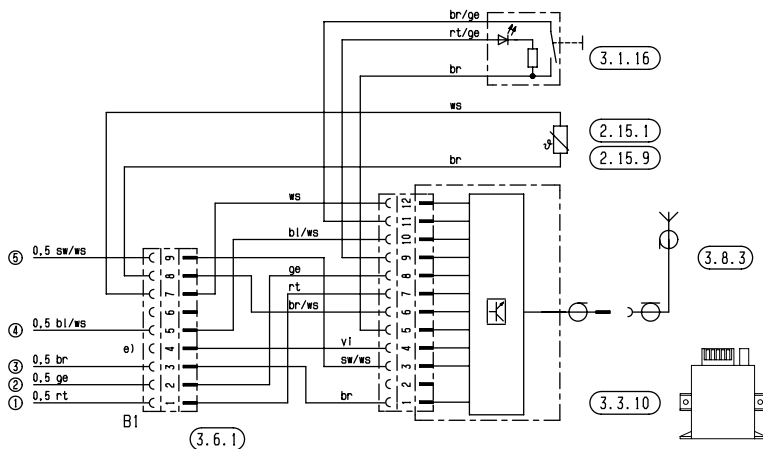 br/ge
rt/ge
3.1.16
br
ws
2.15.1
br
2.15.9
ws
12
11
bl/ws
10
⑤ 0,5 sw/ws
9
9
3.8.3
8
ge
8
7
rt
7
6
br/ws
6
④ 0,5 bl/ws
5
5
e)
4
vi
4
③ 0,5 br
3
sw/ws
3
② 0,5 ge
2
2
① 0,5 rt
1
br
1
3.3.10
B1
3.6.1